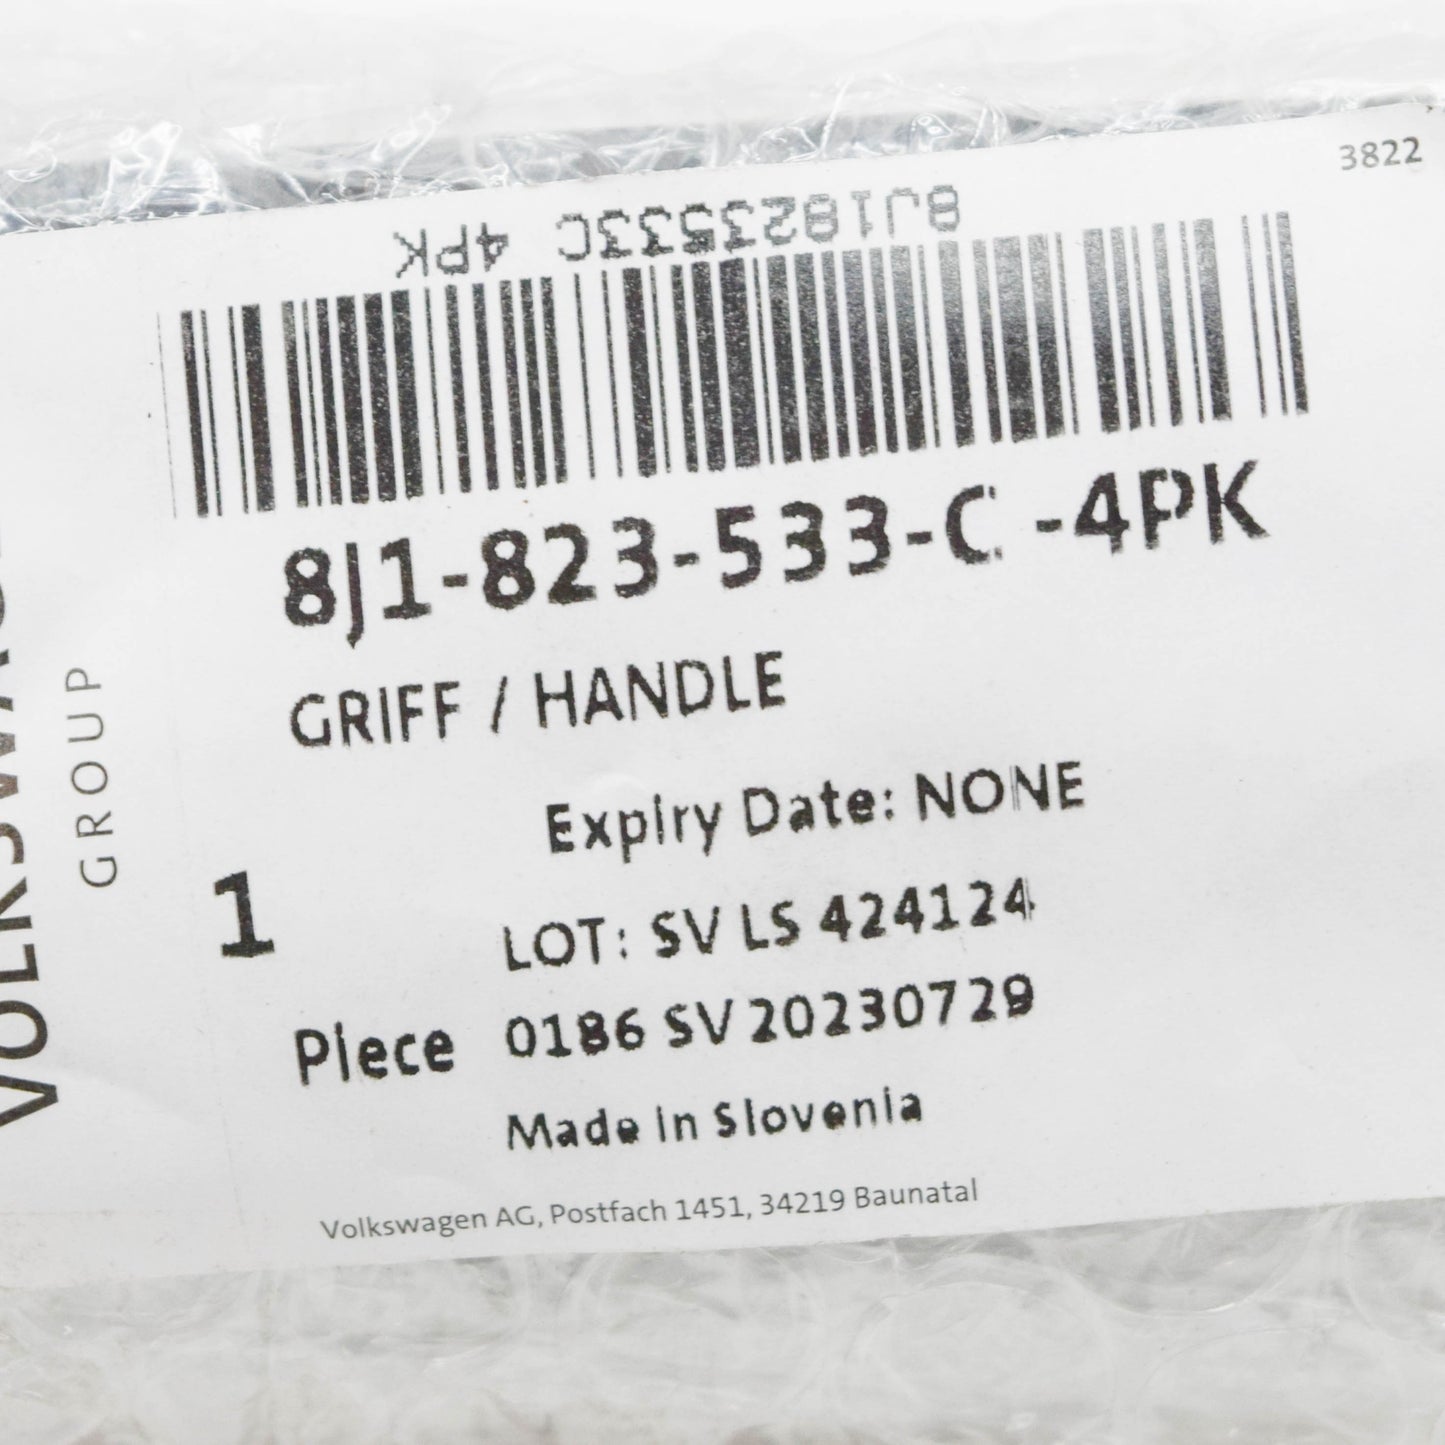 3822
8J1823533C 4PK
8J1-823-533-C -4PK
GRIFF / HANDLE
Expiry Date: NONE
1
LOT: SV LS 424124
Piece 0186 SV 20230729
Made in Slovenia
Volkswagen AG, Postfach 1451, 34219 Baunatal
GROUP